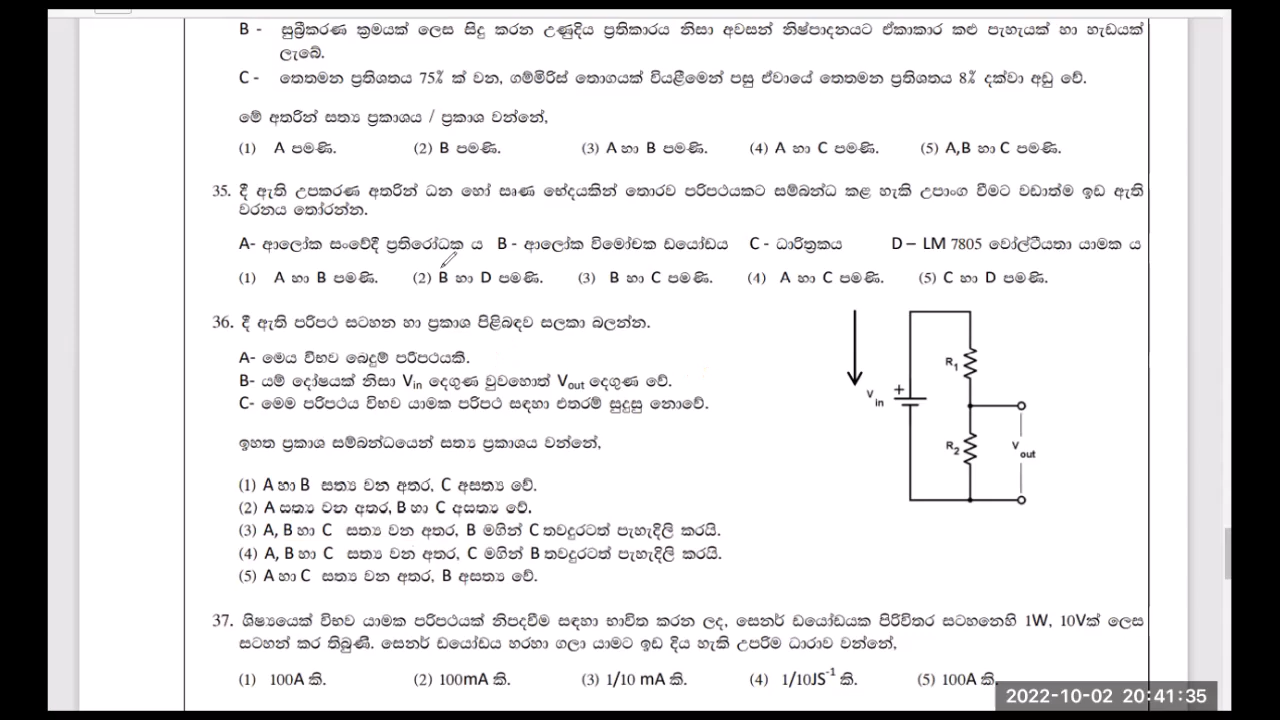 B - සුබ්‍රීකරණ ක්‍රමයක් ලෙස සිදු කරන උණුදිය ප්‍රතිකාරය නිසා අවසන් නිෂ්පාදනයට ඒකාකාර කළු පැහැයක් හා හැඩයක්
ලැබේ.
C - තෙතමන ප්‍රතිශතය 75% ක් වන, ගම්මිරිස් තොගයක් වියළීමෙන් පසු ඒවායේ තෙතමන ප්‍රතිශතය 8% දක්වා අඩු වේ.
මේ අතරින් සත්‍ය ප්‍රකාශය / ප්‍රකාශ වන්නේ,
(1) A පමණි. (2) B පමණි. (3) A හා B පමණි. (4) A හා C පමණි. (5) A,B හා C පමණි.
35. දී ඇති උපකරණ අතරින් ධන හෝ සෘණ භේදයකින් තොරව පරිපථයකට සම්බන්ධ කළ හැකි උපාංග වීමට වඩාත්ම ඉඩ ඇති
වරනය තෝරන්න.
A- ආලෝක සංවේදී ප්‍රතිරෝධක ය B - ආලෝක විමෝචක ඩයෝඩය C - ධාරිත්‍රකය D – LM 7805 වෝල්ටීයතා යාමක ය
(1) A හා B පමණි. (2) B හා D පමණි. (3) B හා C පමණි. (4) A හා C පමණි. (5) C හා D පමණි.
36. දී ඇති පරිපථ සටහන හා ප්‍රකාශ පිළිබඳව සලකා බලන්න.
A- මෙය විභව බෙදුම් පරිපථයකි.
B- යම් දෝෂයක් නිසා Vin දෙගුණ වුවහොත් Vout දෙගුණ වේ.
C- මෙම පරිපථය විභව යාමක පරිපථ සඳහා එතරම් සුදුසු නොවේ.
R1
+
V
in
R2
V
out
ඉහත ප්‍රකාශ සම්බන්ධයෙන් සත්‍ය ප්‍රකාශය වන්නේ,
(1) A හා B සත්‍ය වන අතර, C අසත්‍ය වේ.
(2) A සත්‍ය වන අතර, B හා C අසත්‍ය වේ.
(3) A, B හා C සත්‍ය වන අතර, B මගින් C තවදුරටත් පැහැදිලි කරයි.
(4) A, B හා C සත්‍ය වන අතර, C මගින් B තවදුරටත් පැහැදිලි කරයි.
(5) A හා C සත්‍ය වන අතර, B අසත්‍ය වේ.
37. ශිෂ්‍යයෙක් විභව යාමක පරිපථයක් නිපදවීම සඳහා භාවිත කරන ලද, සෙනර් ඩයෝඩයක පිරිවිතර සටහනෙහි 1W, 10Vක් ලෙස
සටහන් කර තිබුණි. සෙනර් ඩයෝඩය හරහා ගලා යාමට ඉඩ දිය හැකි උපරිම ධාරාව වන්නේ,
(1) 100A කි. (2) 100mA කි. (3) 1/10 mA කි. (4) 1/10JS⁻¹ කි. (5) 100A කි.
2022-10-02 20:41:35